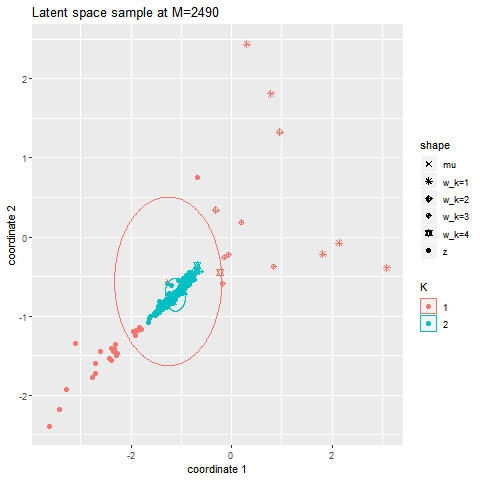 Latent space sample at M=2490
2
1
0
-1
-2
coordinate 2
-2
0
2
coordinate 1
shape
mu
w_k=1
w_k=2
w_k=3
w_k=4
z
K
1
2